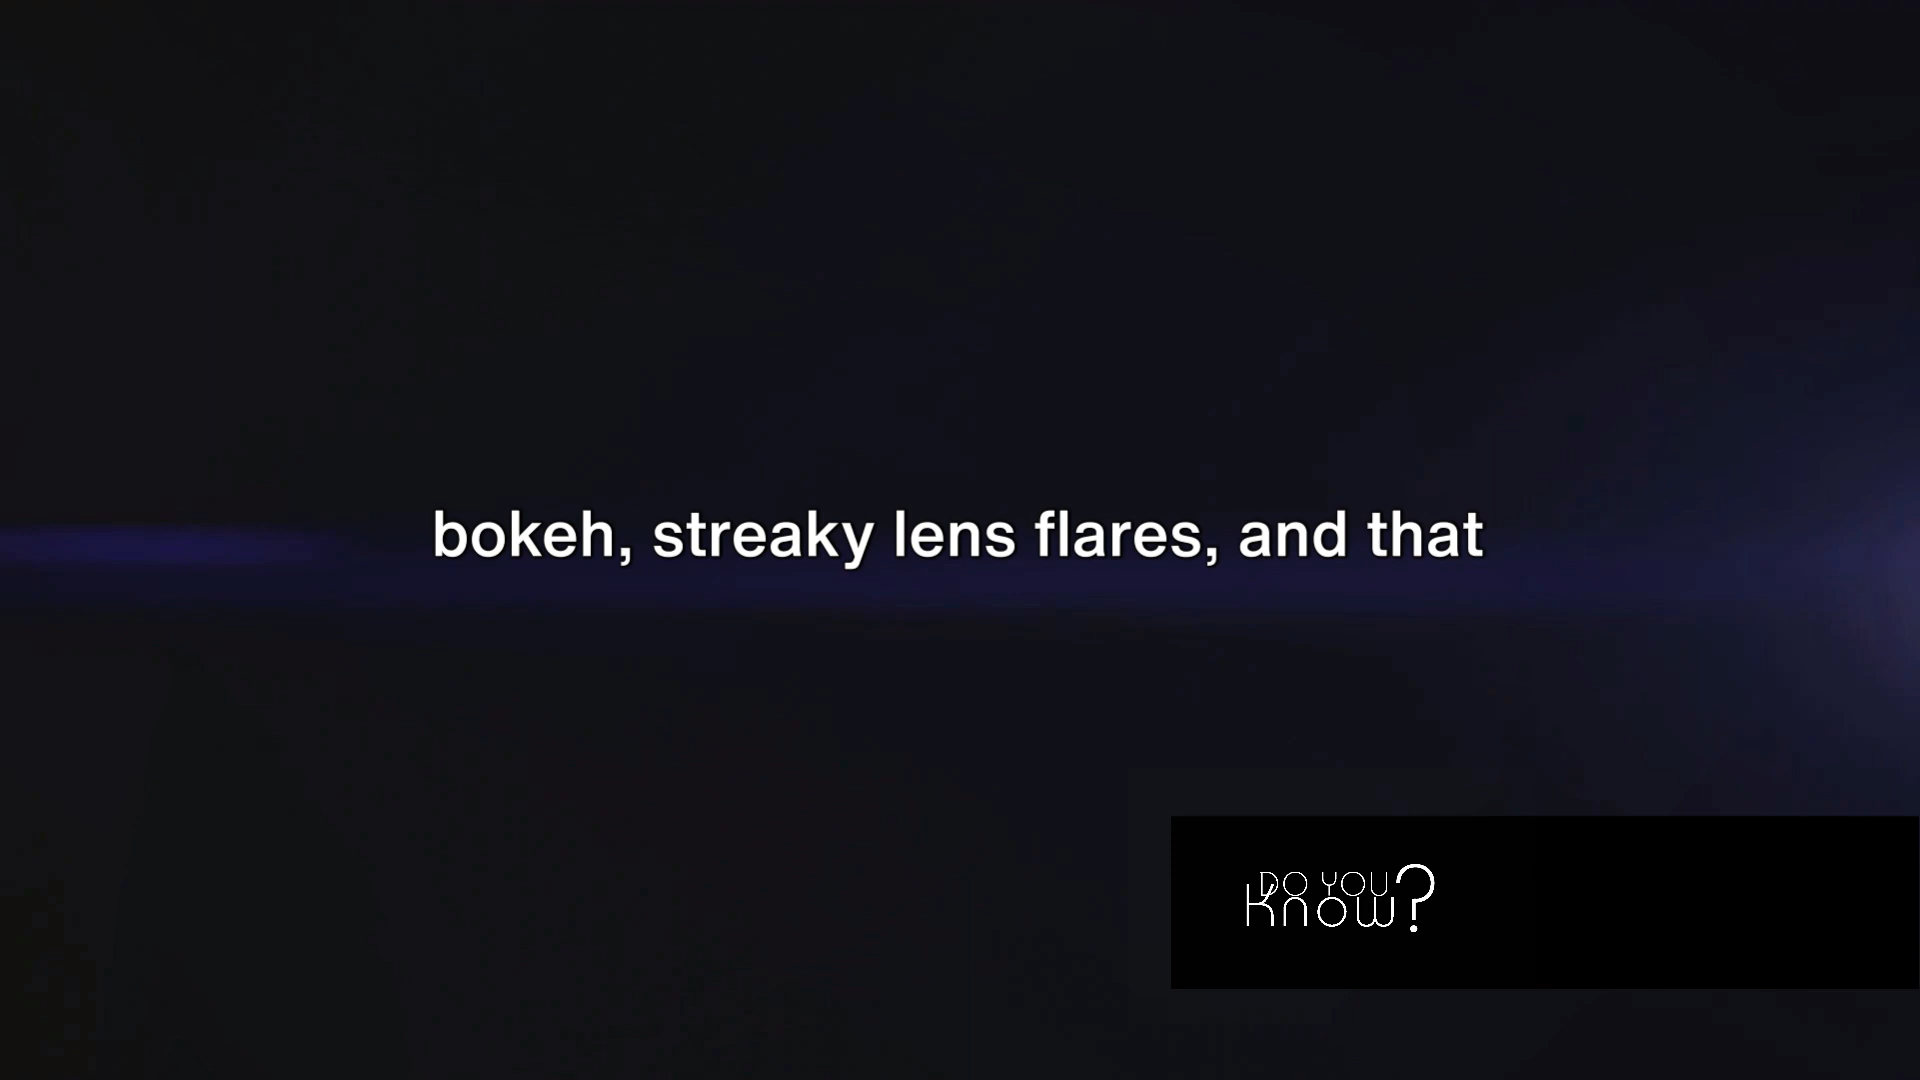 bokeh, streaky lens flares, and that
DO YOU
KNOW?